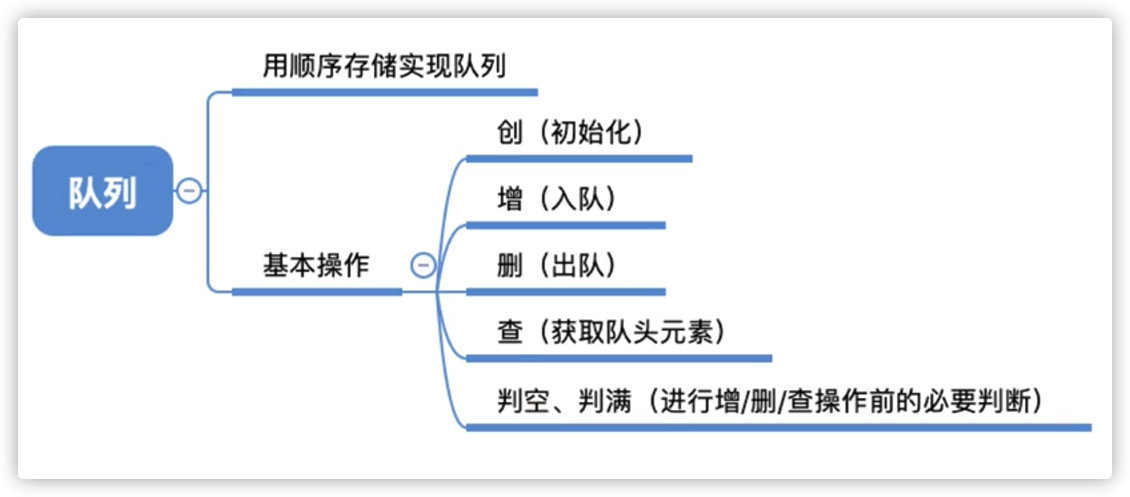 队列
用顺序存储实现队列
基本操作
创（初始化）
增（入队）
删（出队）
查（获取队头元素）
判空、判满（进行增/删/查操作前的必要判断）